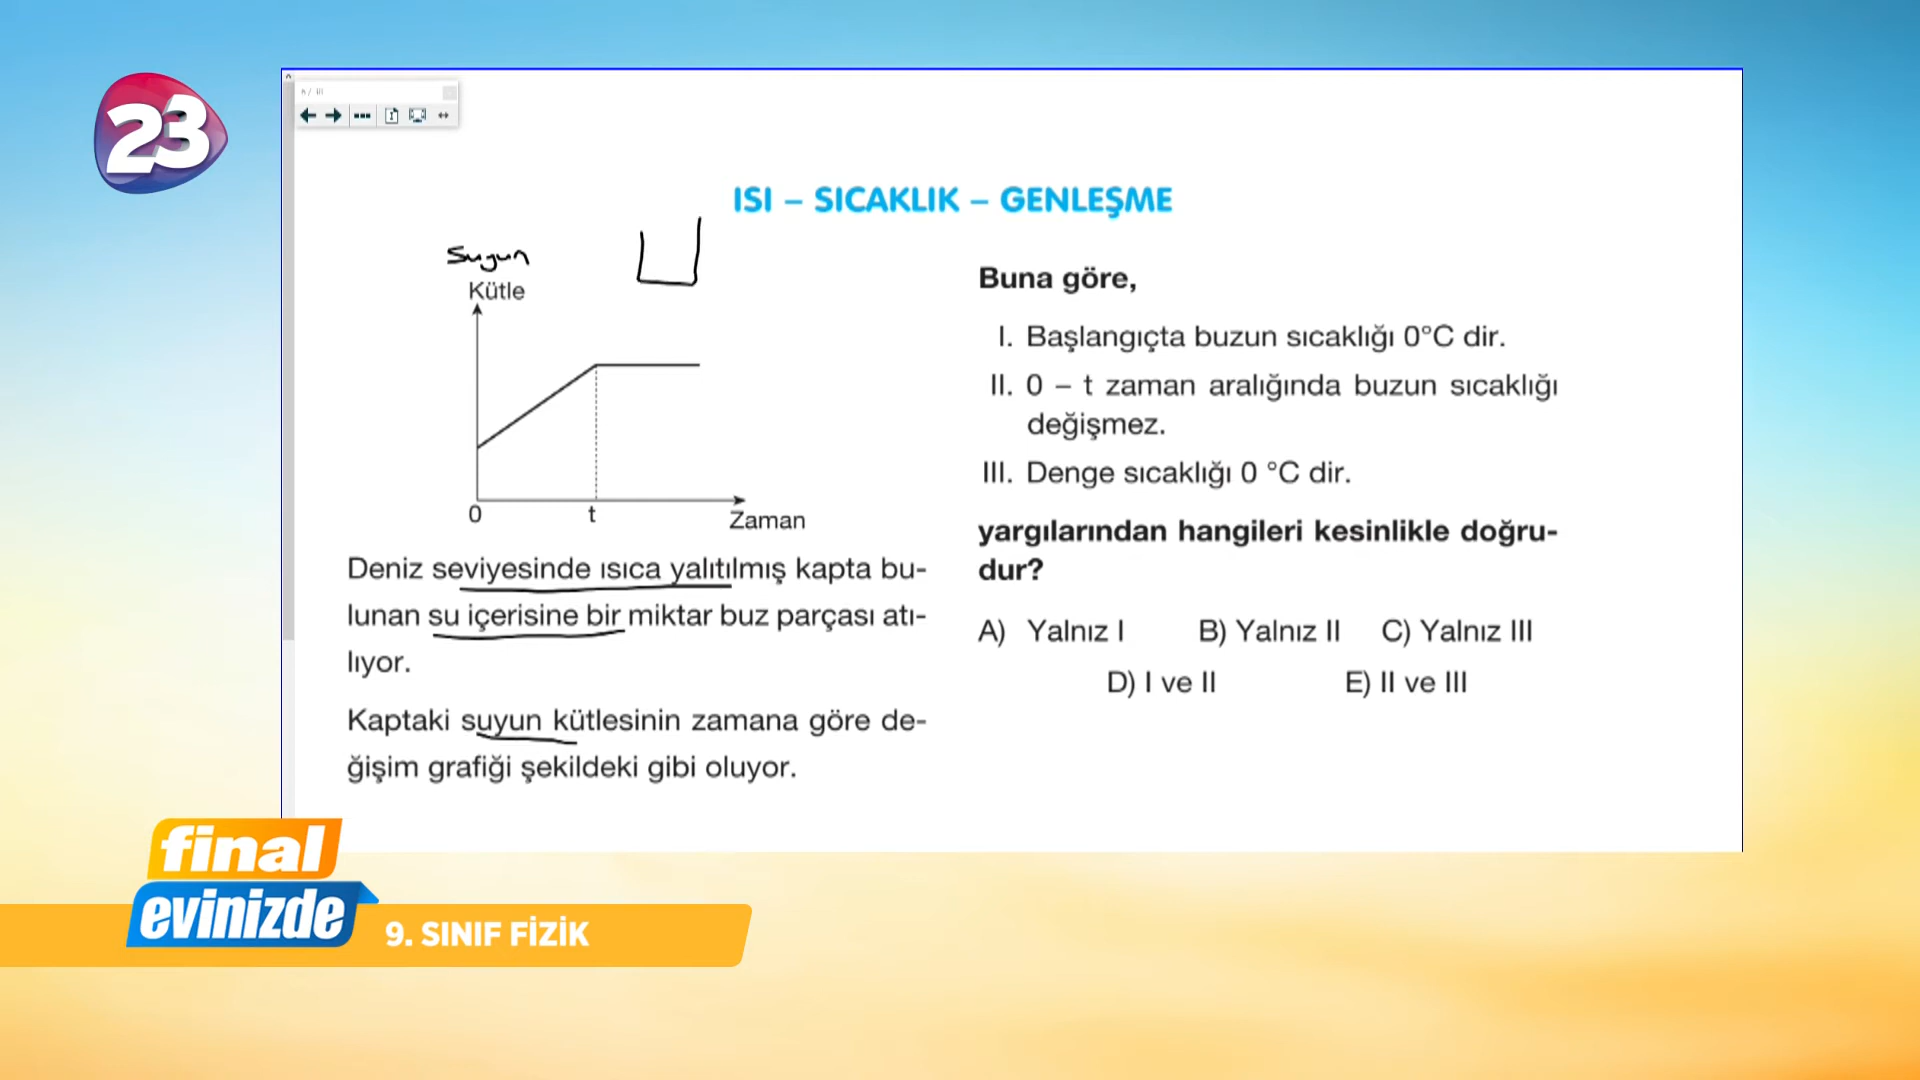 23
ISI – SICAKLIK – GENLEŞME
Suyun
Kütle
0
t
Zaman
Deniz seviyesinde ısıca yalıtılmış kapta bu-
lunan su içerisine bir miktar buz parçası atı-
lıyor.
Kaptaki suyun kütlesinin zamana göre de-
ğişim grafiği şekildeki gibi oluyor.
Buna göre,
I. Başlangıçta buzun sıcaklığı 0°C dir.
II. 0 – t zaman aralığında buzun sıcaklığı
değişmez.
III. Denge sıcaklığı 0 °C dir.
yargılarından hangileri kesinlikle doğru-
dur?
A) Yalnız I B) Yalnız II C) Yalnız III
D) I ve II E) II ve III
final
evinizde
9. SINIF FİZİK